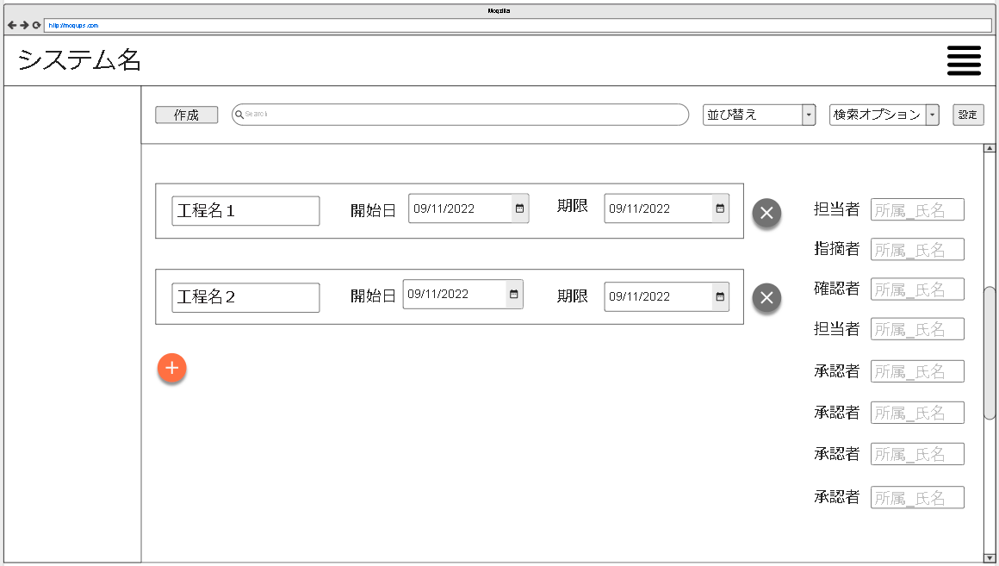 Moqzilla
http://moqups.com
システム名
作成
Search
並び替え
検索オプション
設定
工程名１
開始日
09/11/2022
期限
09/11/2022
担当者
所属_氏名
指摘者
所属_氏名
確認者
所属_氏名
工程名２
開始日
09/11/2022
期限
09/11/2022
担当者
所属_氏名
承認者
所属_氏名
承認者
所属_氏名
承認者
所属_氏名
承認者
所属_氏名